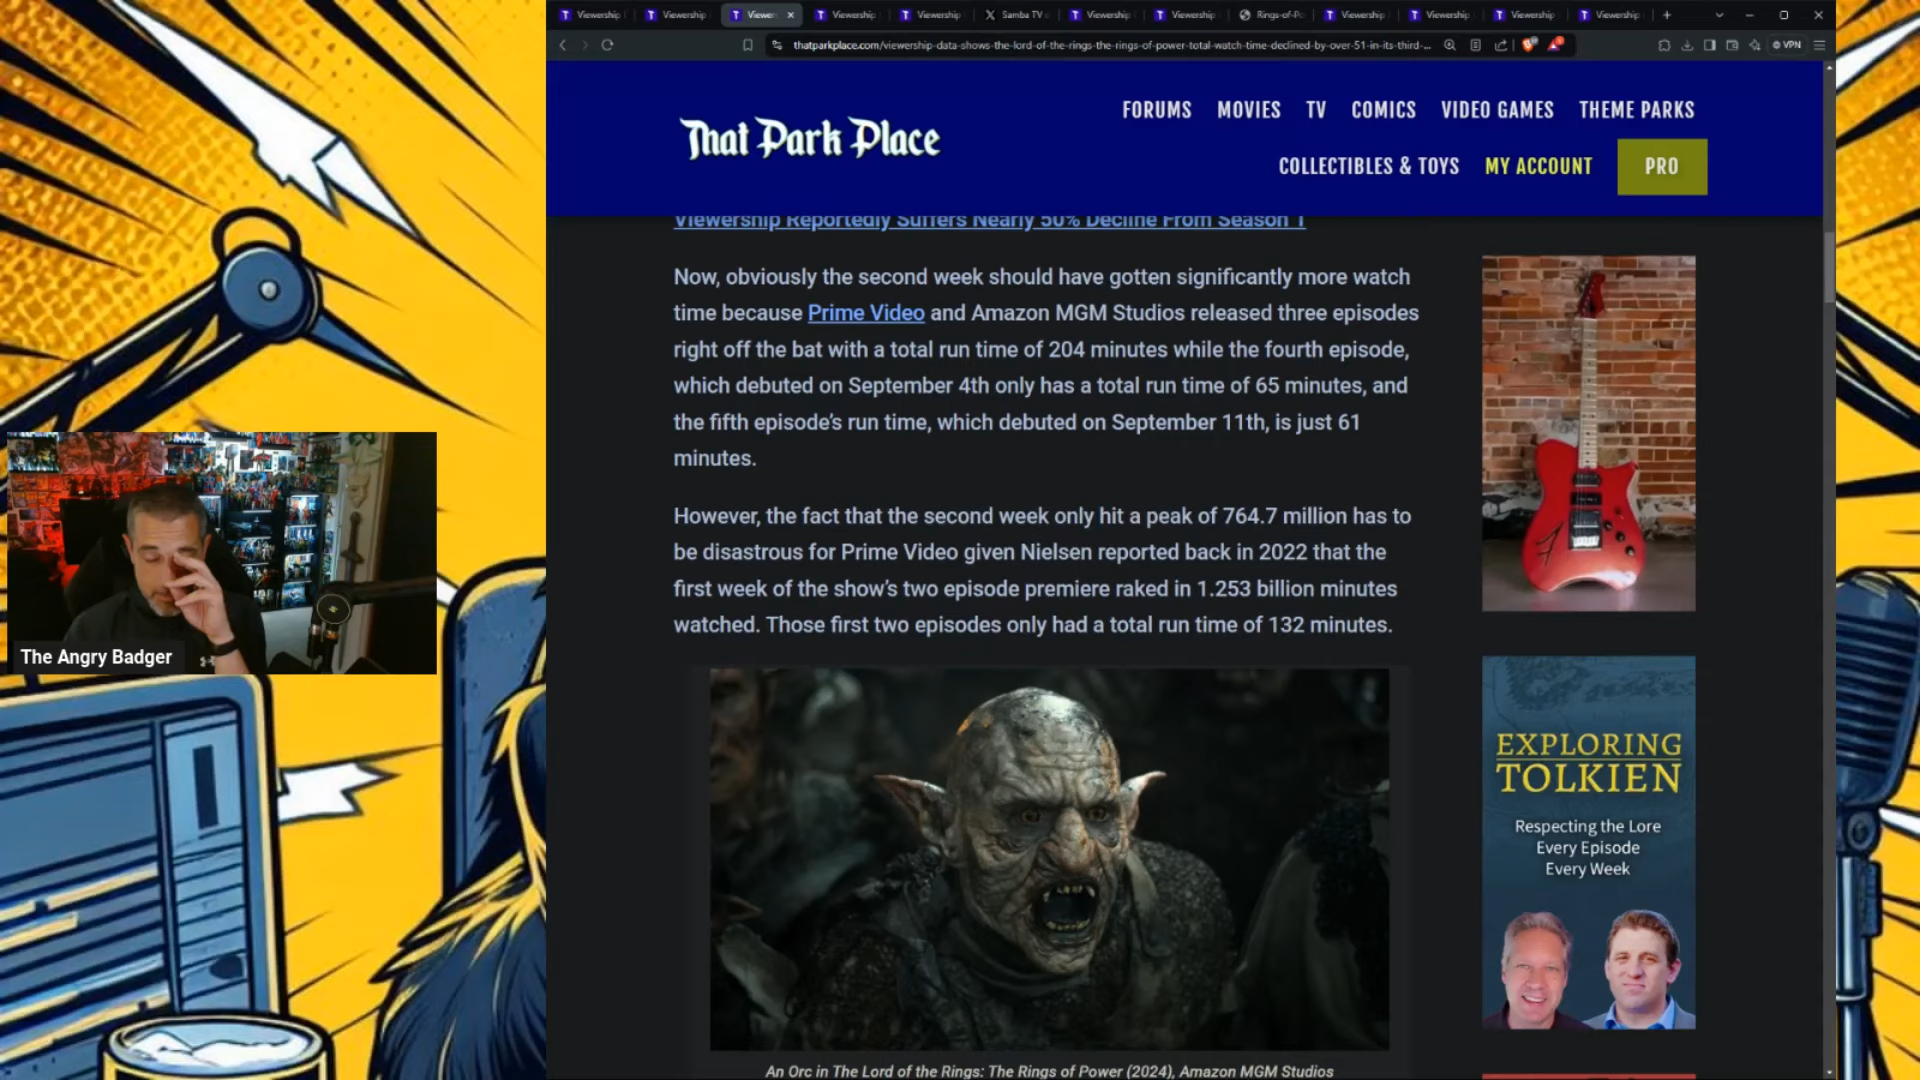 Viewership
Viewership
Viewer
Viewership
Viewership
Samba TV
Viewership
Viewership
Rings-of-Po
Viewership
Viewership
Viewership
Viewership
thatparkplace.com/viewership-data-shows-the-lord-of-the-rings-the-rings-of-power-total-watch-time-declined-by-over-51-in-its-third-...
VPN
That Park Place
FORUMS MOVIES TV COMICS VIDEO GAMES THEME PARKS
COLLECTIBLES & TOYS MY ACCOUNT PRO
Viewership Reportedly Suffers Nearly 50% Decline From Season 1
Now, obviously the second week should have gotten significantly more watch
time because Prime Video and Amazon MGM Studios released three episodes
right off the bat with a total run time of 204 minutes while the fourth episode,
which debuted on September 4th only has a total run time of 65 minutes, and
the fifth episode's run time, which debuted on September 11th, is just 61
minutes.
However, the fact that the second week only hit a peak of 764.7 million has to
be disastrous for Prime Video given Nielsen reported back in 2022 that the
first week of the show's two episode premiere raked in 1.253 billion minutes
watched. Those first two episodes only had a total run time of 132 minutes.
An Orc in The Lord of the Rings: The Rings of Power (2024), Amazon MGM Studios
EXPLORING
TOLKIEN
Respecting the Lore
Every Episode
Every Week
The Angry Badger